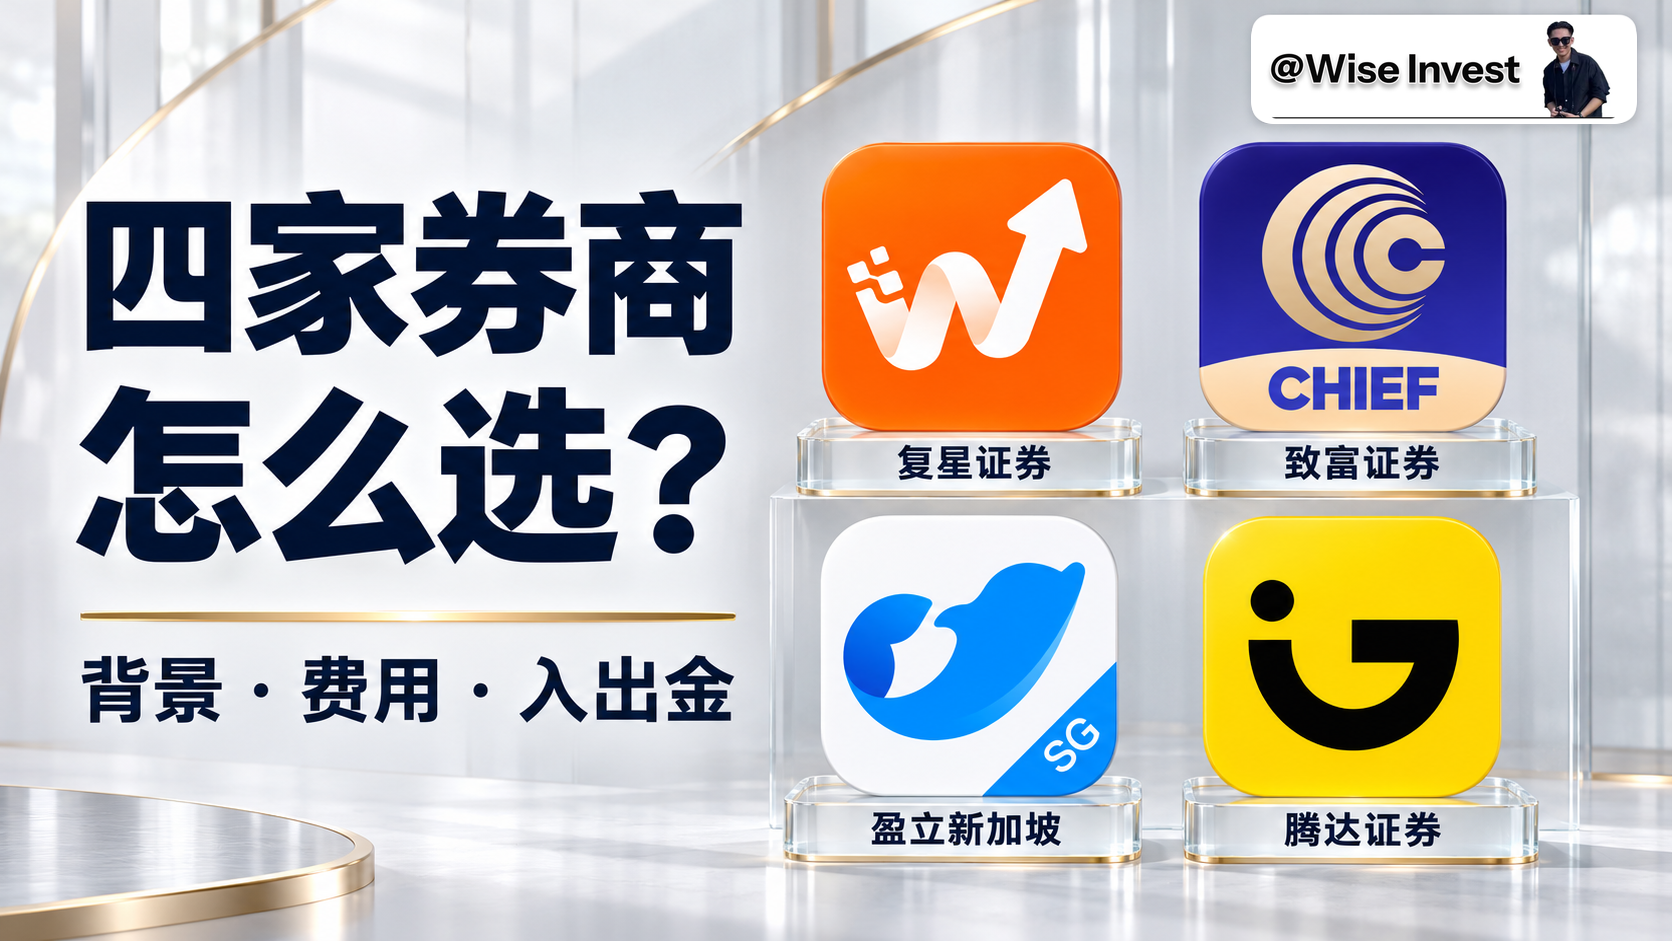 @Wise Invest
四家券商
怎么选？
背景·费用·入出金
CHIEF
复星证券
致富证券
SG
iG
盈立新加坡
腾达证券